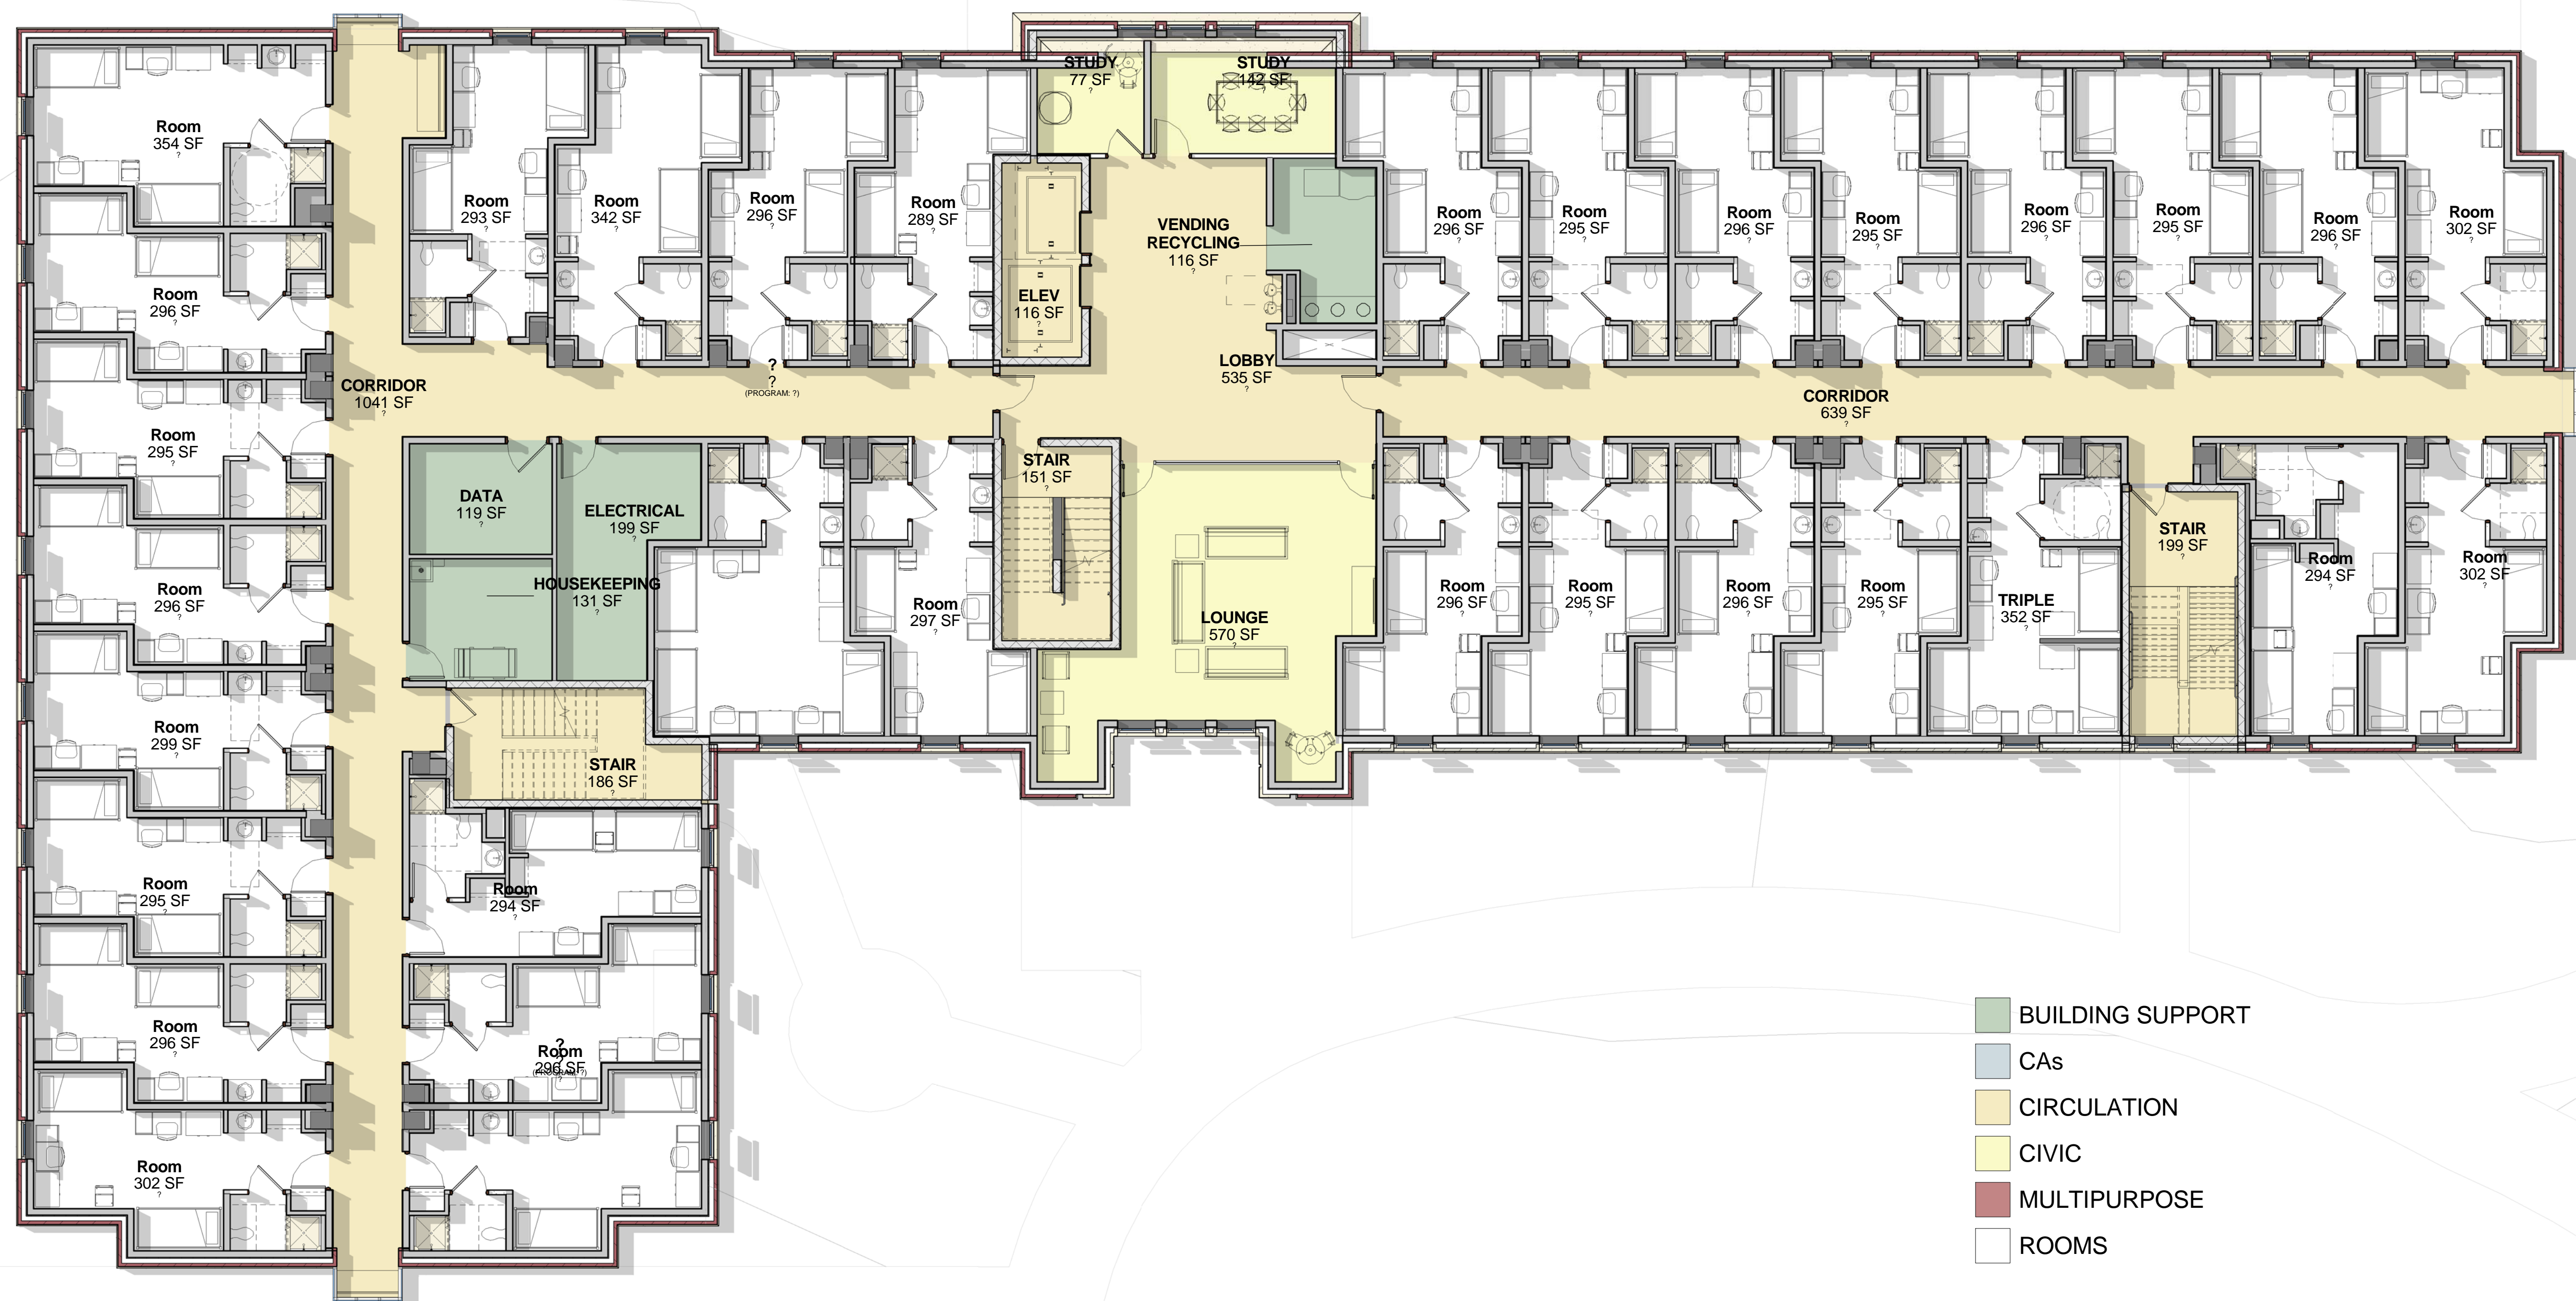 STUDY
77 SF
?
STUDY
142 SF
?
Room
354 SF
?
Room
293 SF
?
Room
342 SF
?
Room
296 SF
?
Room
289 SF
?
VENDING
RECYCLING
116 SF
?
Room
296 SF
?
Room
295 SF
?
Room
296 SF
?
Room
295 SF
?
Room
296 SF
?
Room
295 SF
?
Room
296 SF
?
Room
302 SF
?
Room
296 SF
?
ELEV
116 SF
?
LOBBY
535 SF
?
CORRIDOR
1041 SF
?
?
?
(PROGRAM: ?)
CORRIDOR
639 SF
?
Room
295 SF
?
DATA
119 SF
?
ELECTRICAL
199 SF
?
STAIR
151 SF
?
STAIR
199 SF
?
Room
296 SF
?
HOUSEKEEPING
131 SF
?
Room
297 SF
?
LOUNGE
570 SF
?
Room
296 SF
?
Room
295 SF
?
Room
296 SF
?
Room
295 SF
?
TRIPLE
352 SF
?
Room
294 SF
?
Room
302 SF
?
Room
299 SF
?
STAIR
186 SF
?
Room
295 SF
?
Room
294 SF
?
Room
296 SF
?
?
Room
296 SF
(PROGRAM: ?)
?
Room
302 SF
?
BUILDING SUPPORT
CAs
CIRCULATION
CIVIC
MULTIPURPOSE
ROOMS